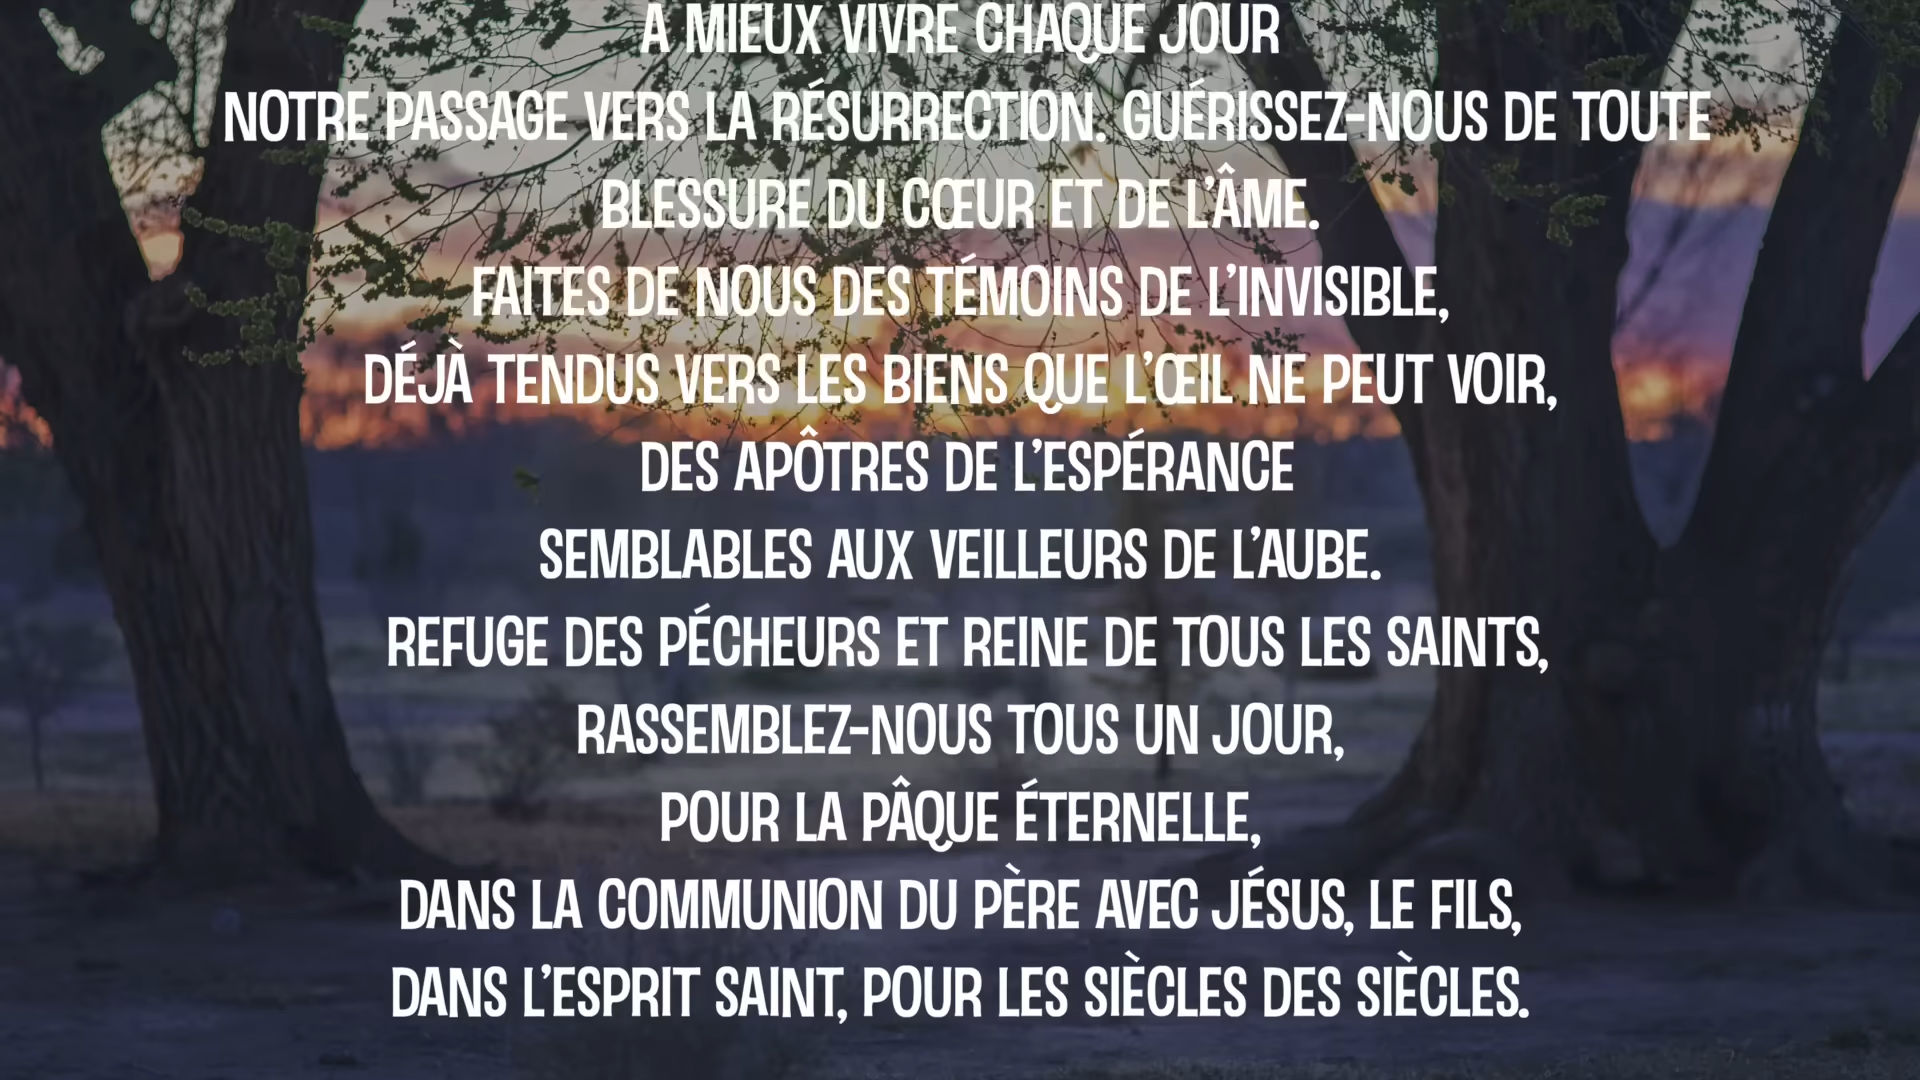 A MIEUX VIVRE CHAQUE JOUR
NOTRE PASSAGE VERS LA RÉSURRECTION. GUÉRISSEZ-NOUS DE TOUTE
BLESSURE DU CŒUR ET DE L’ÂME.
FAITES DE NOUS DES TÉMOINS DE L’INVISIBLE,
DÉJÀ TENDUS VERS LES BIENS QUE L’ŒIL NE PEUT VOIR,
DES APÔTRES DE L’ESPÉRANCE
SEMBLABLES AUX VEILLEURS DE L’AUBE.
REFUGE DES PÉCHEURS ET REINE DE TOUS LES SAINTS,
RASSEMBLEZ-NOUS TOUS UN JOUR,
POUR LA PÂQUE ÉTERNELLE,
DANS LA COMMUNION DU PÈRE AVEC JÉSUS, LE FILS,
DANS L’ESPRIT SAINT, POUR LES SIÈCLES DES SIÈCLES.